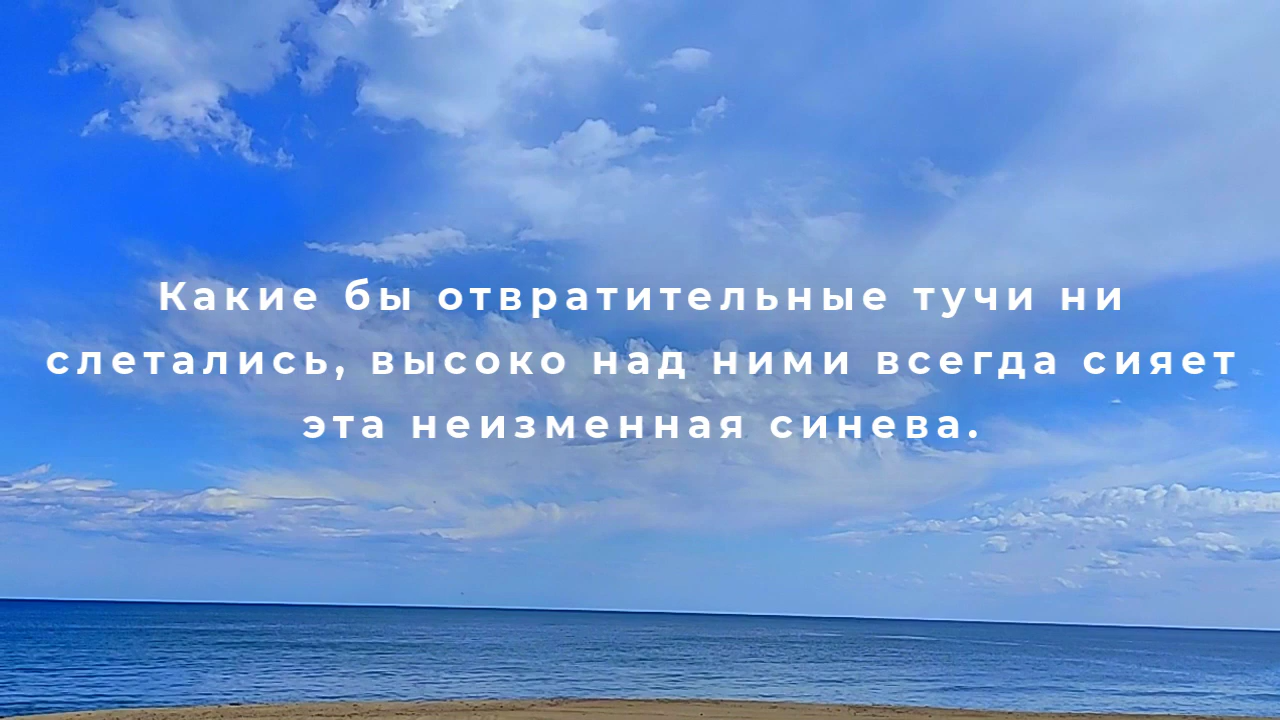 Какие бы отвратительные тучи ни
слетались, высоко над ними всегда сияет
эта неизменная синева.